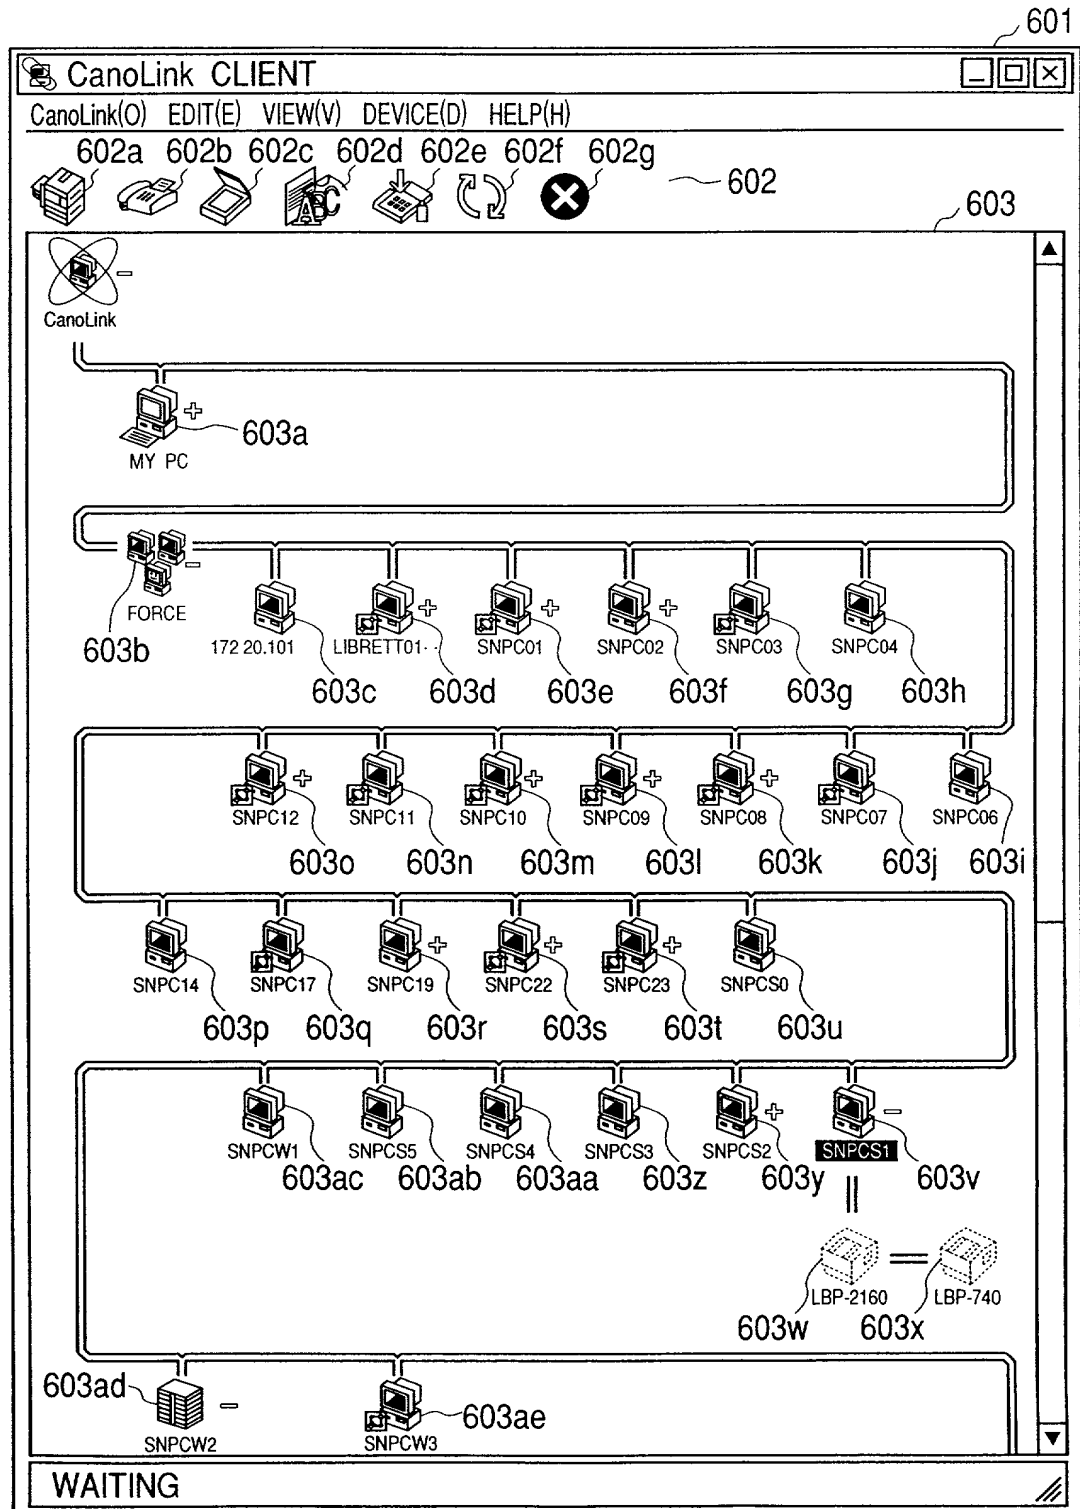 601
CanoLink CLIENT
CanoLink(O) EDIT(E) VIEW(V) DEVICE(D) HELP(H)
602a 602b 602c 602d 602e 602f 602g
ABC
602
603
CanoLink
603a
MY PC
FORCE
603b
172 20.101 LIBRETT01·· SNPC01 SNPC02 SNPC03 SNPC04
603c 603d 603e 603f 603g 603h
SNPC12 SNPC11 SNPC10 SNPC09 SNPC08 SNPC07 SNPC06
603o 603n 603m 603l 603k 603j 603i
SNPC14 SNPC17 SNPC19 SNPC22 SNPC23 SNPCS0
603p 603q 603r 603s 603t 603u
SNPCW1 SNPCS5 SNPCS4 SNPCS3 SNPCS2 SNPCS1
603ac 603ab 603aa 603z 603y 603v
LBP-2160 LBP-740
603w 603x
603ad
603ae
SNPCW2 SNPCW3
WAITING